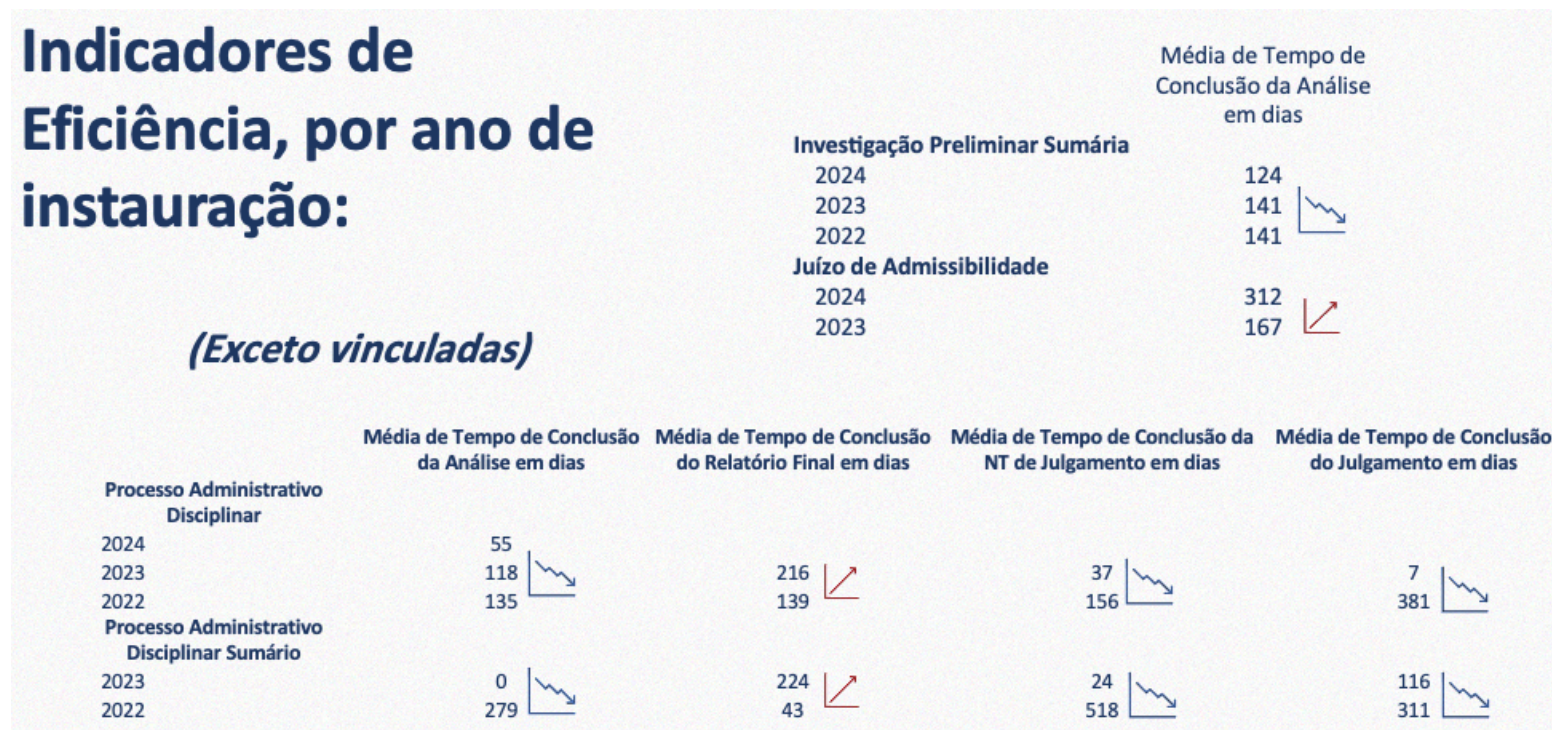 Indicadores de
Eficiência, por ano de
instauração:
(Exceto vinculadas)
Média de Tempo de
Conclusão da Análise
em dias
Investigação Preliminar Sumária
2024 124
2023 141
2022 141
Juízo de Admissibilidade
2024 312
2023 167
Média de Tempo de Conclusão Média de Tempo de Conclusão Média de Tempo de Conclusão da Média de Tempo de Conclusão
da Análise em dias do Relatório Final em dias NT de Julgamento em dias do Julgamento em dias
Processo Administrativo
Disciplinar
2024 55
2023 118 216 37 7
2022 135 139 156 381
Processo Administrativo
Disciplinar Sumário
2023 0 224 24 116
2022 279 43 518 311